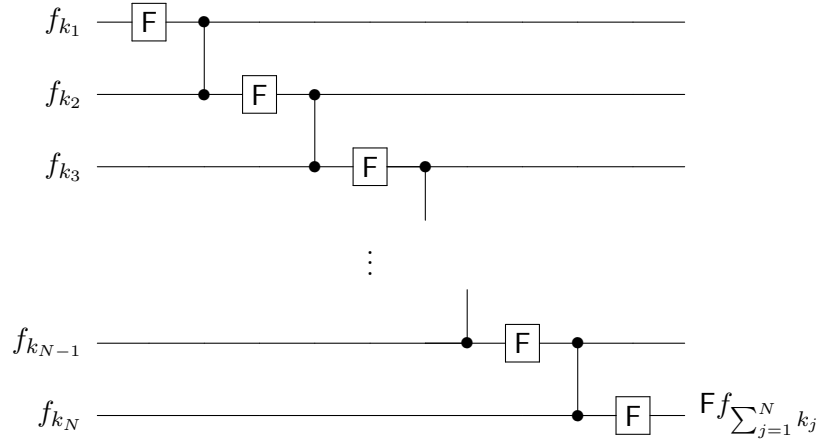 f_{k_1} F
f_{k_2} F
f_{k_3} F
⋮
f_{k_{N-1}} F
f_{k_N} F F f_{\sum_{j=1}^{N} k_j}